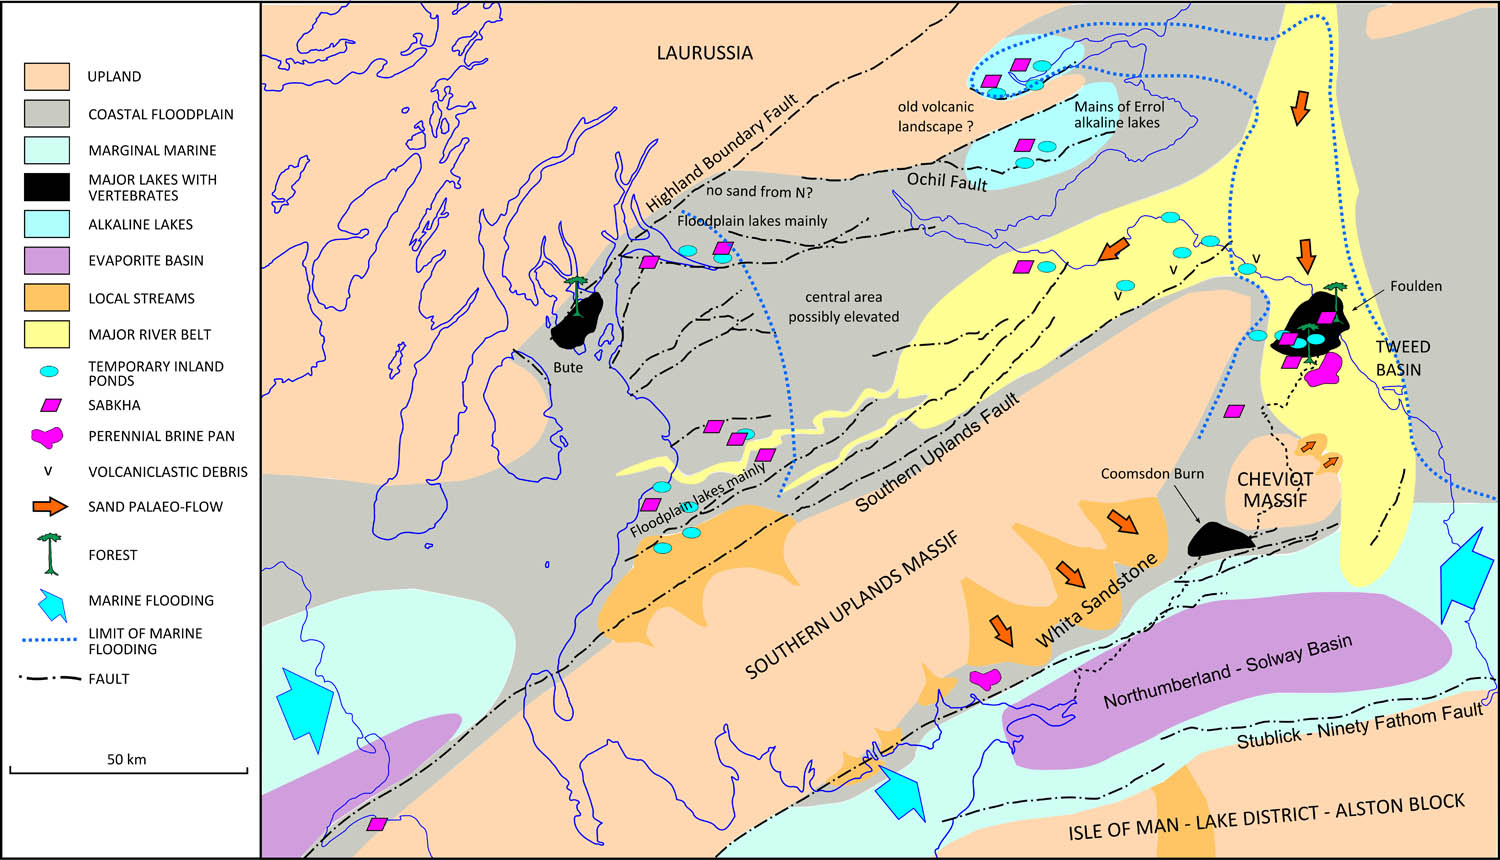 UPLAND
COASTAL FLOODPLAIN
MARGINAL MARINE
MAJOR LAKES WITH
VERTEBRATES
ALKALINE LAKES
EVAPORITE BASIN
LOCAL STREAMS
MAJOR RIVER BELT
TEMPORARY INLAND
PONDS
SABKHA
PERENNIAL BRINE PAN
v VOLCANICLASTIC DEBRIS
SAND PALAEO-FLOW
FOREST
MARINE FLOODING
LIMIT OF MARINE
FLOODING
FAULT
50 km
LAURUSSIA
Highland Boundary Fault
old volcanic
landscape ?
Mains of Errol
alkaline lakes
Ochil Fault
no sand from N?
Floodplain lakes mainly
central area
possibly elevated
v
v
v
Foulden
TWEED
BASIN
Bute
Southern Uplands Fault
Floodplain lakes mainly
Coomsdon Burn
CHEVIOT
MASSIF
SOUTHERN UPLANDS MASSIF
Whita Sandstone
Northumberland - Solway Basin
Stublick - Ninety Fathom Fault
ISLE OF MAN - LAKE DISTRICT - ALSTON BLOCK